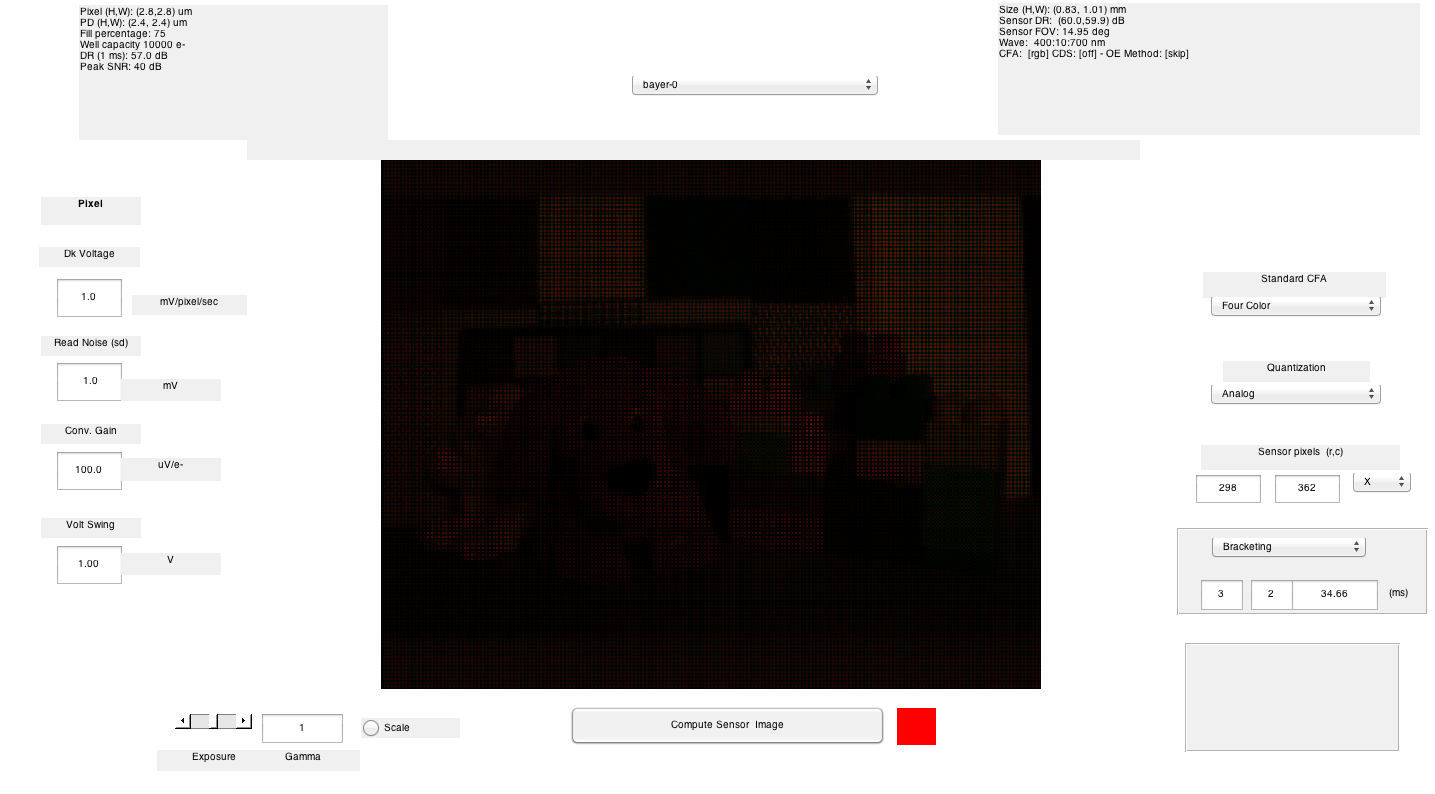 Pixel (H,W): (2.8,2.8) um
PD (H,W): (2.4, 2.4) um
Fill percentage: 75
Well capacity 10000 e-
DR (1 ms): 57.0 dB
Peak SNR: 40 dB
bayer-0
Size (H,W): (0.83, 1.01) mm
Sensor DR:  (60.0,59.9) dB
Sensor FOV: 14.95 deg
Wave:  400:10:700 nm
CFA:  [rgb] CDS: [off] - OE Method: [skip]
Pixel
Dk Voltage
1.0
mV/pixel/sec
Read Noise (sd)
1.0
mV
Conv. Gain
100.0
uV/e-
Volt Swing
1.00
V
Standard CFA
Four Color
Quantization
Analog
Sensor pixels  (r,c)
298
362
X
Bracketing
3
2
34.66
(ms)
1
Scale
Exposure
Gamma
Compute Sensor  Image